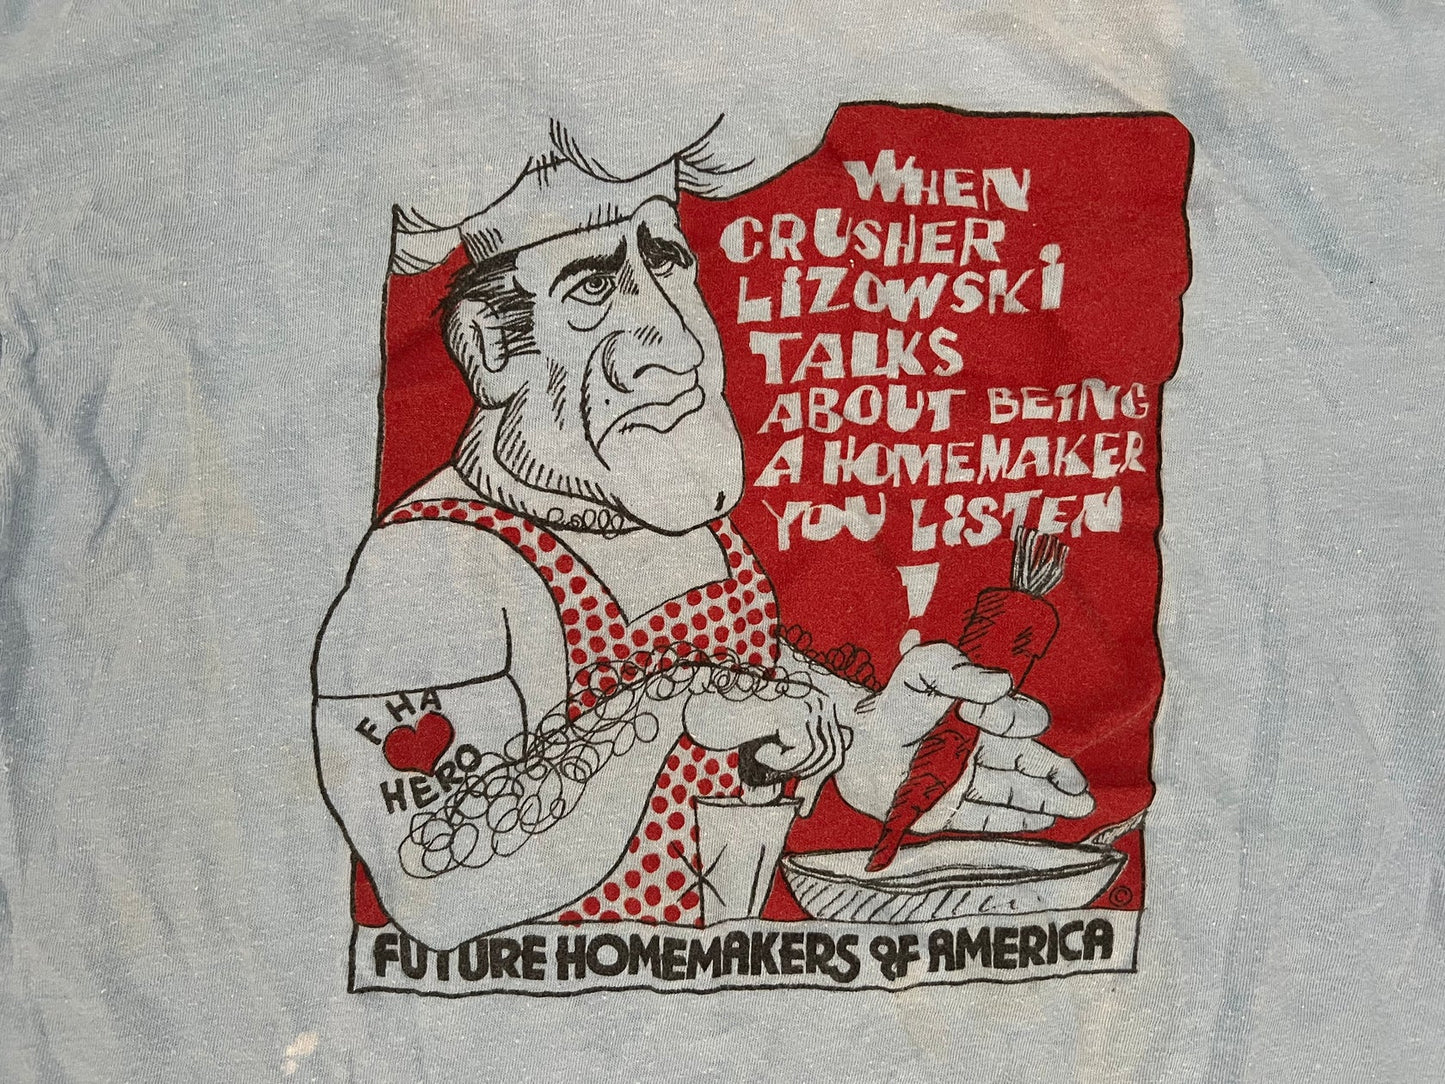 WHEN
CRUSHER
LIZOWSKI
TALKS
ABOUT BEING
A HOMEMAKER
YOU LISTEN
!
FHA
HERO
©
FUTURE HOMEMAKERS OF AMERICA